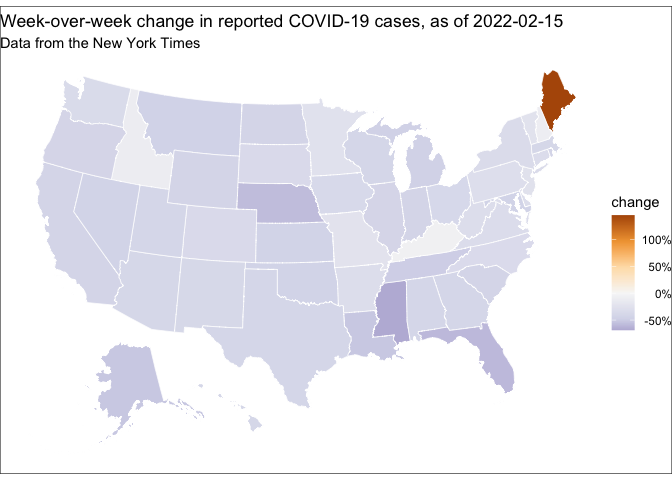 Week-over-week change in reported COVID-19 cases, as of 2022-02-15
Data from the New York Times
change
100%
50%
0%
-50%